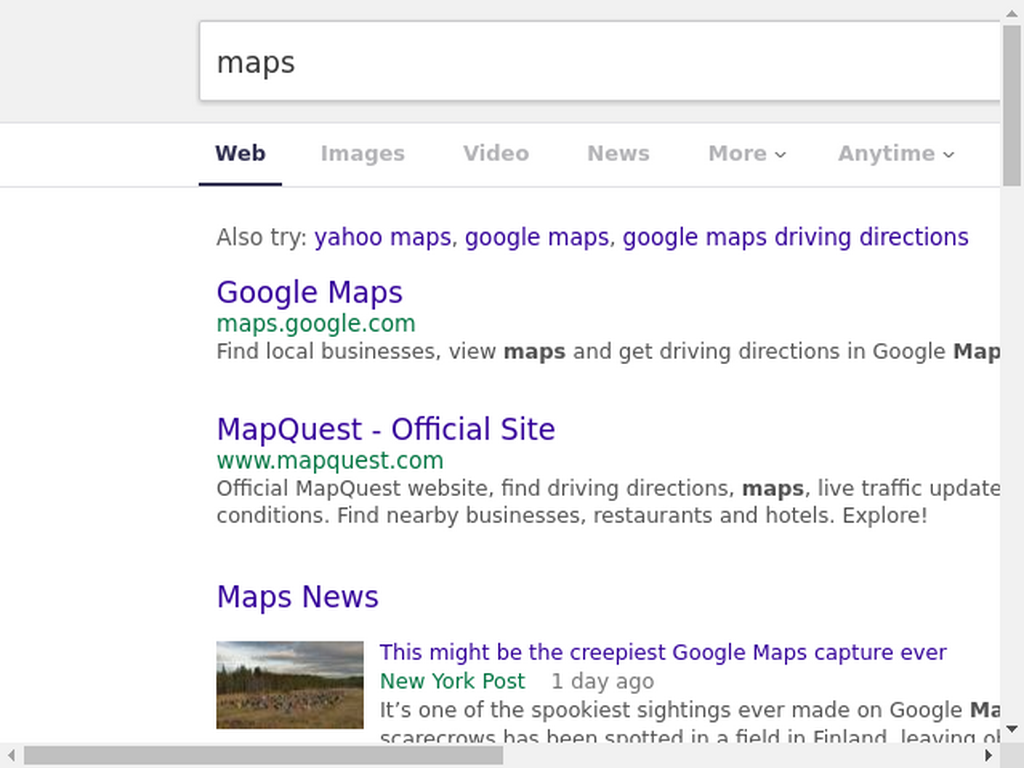 maps
Web Images Video News More Anytime
Also try: yahoo maps, google maps, google maps driving directions
Google Maps
maps.google.com
Find local businesses, view maps and get driving directions in Google Map
MapQuest - Official Site
www.mapquest.com
Official MapQuest website, find driving directions, maps, live traffic update
conditions. Find nearby businesses, restaurants and hotels. Explore!
Maps News
This might be the creepiest Google Maps capture ever
New York Post 1 day ago
It’s one of the spookiest sightings ever made on Google Ma
scarecrows has been spotted in a field in Finland, leaving